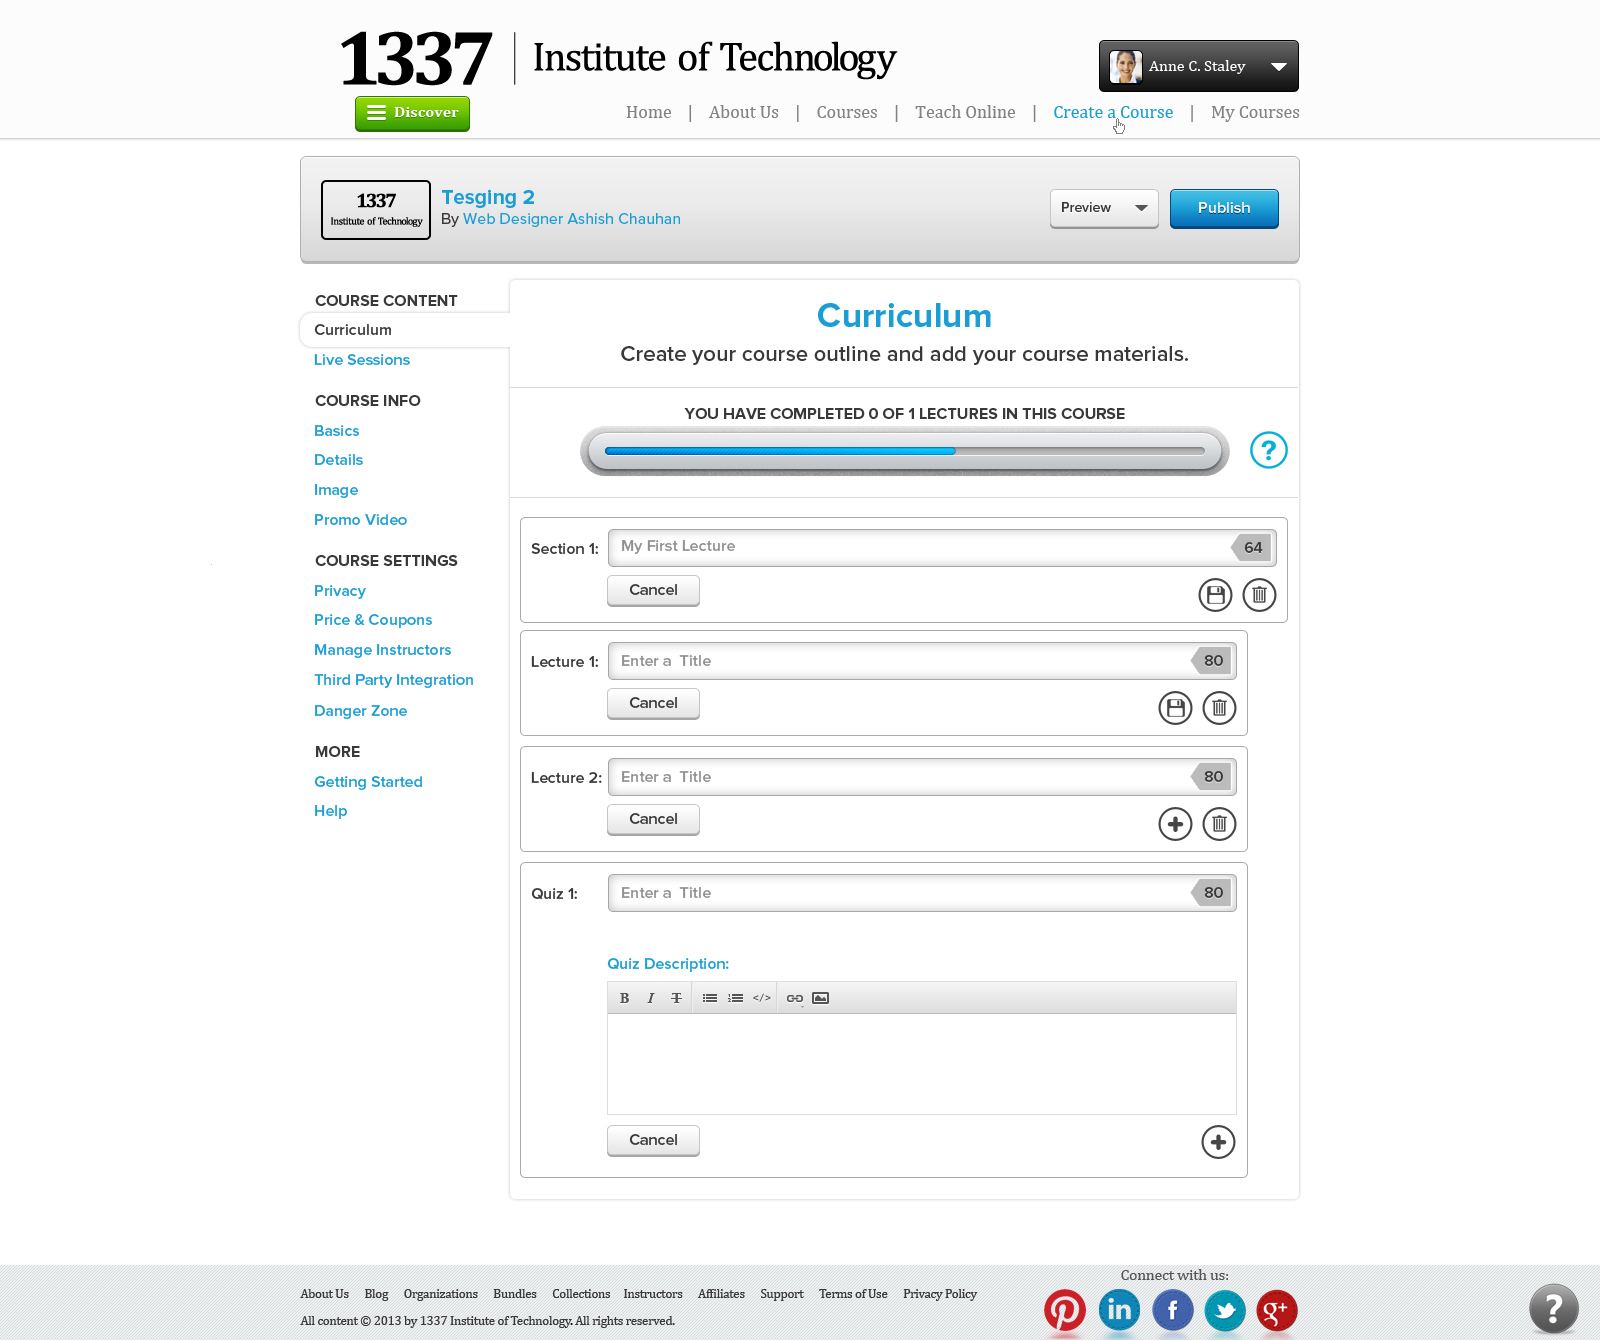 1337 | Institute of Technology
Anne C. Staley
Discover
Home | About Us | Courses | Teach Online | Create a Course | My Courses
1337
Institute of Technology
Tesging 2
By Web Designer Ashish Chauhan
Preview
Publish
COURSE CONTENT
Curriculum
Live Sessions
COURSE INFO
Basics
Details
Image
Promo Video
COURSE SETTINGS
Privacy
Price & Coupons
Manage Instructors
Third Party Integration
Danger Zone
MORE
Getting Started
Help
Curriculum
Create your course outline and add your course materials.
YOU HAVE COMPLETED 0 OF 1 LECTURES IN THIS COURSE
?
Section 1: My First Lecture 64
Cancel
Lecture 1: Enter a Title 80
Cancel
Lecture 2: Enter a Title 80
Cancel
Quiz 1: Enter a Title 80
Quiz Description:
B I T </>
Cancel
Connect with us:
About Us Blog Organizations Bundles Collections Instructors Affiliates Support Terms of Use Privacy Policy
All content © 2013 by 1337 Institute of Technology. All rights reserved.
in f g+
?